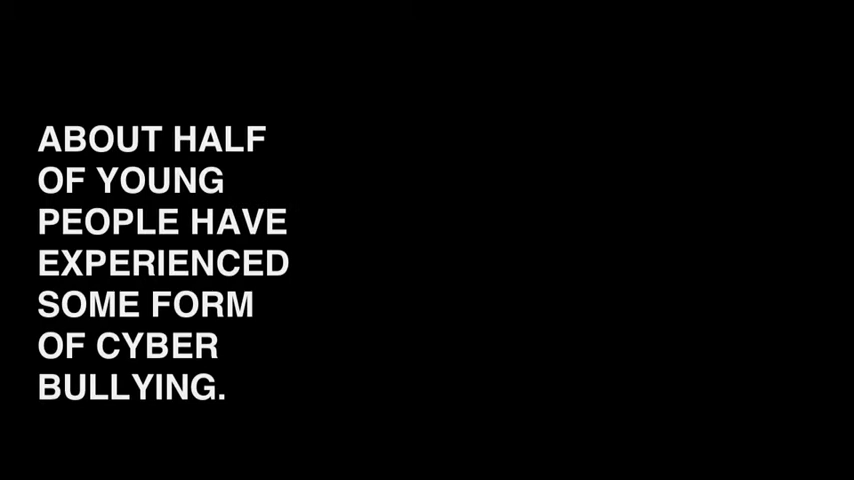 ABOUT HALF
OF YOUNG
PEOPLE HAVE
EXPERIENCED
SOME FORM
OF CYBER
BULLYING.